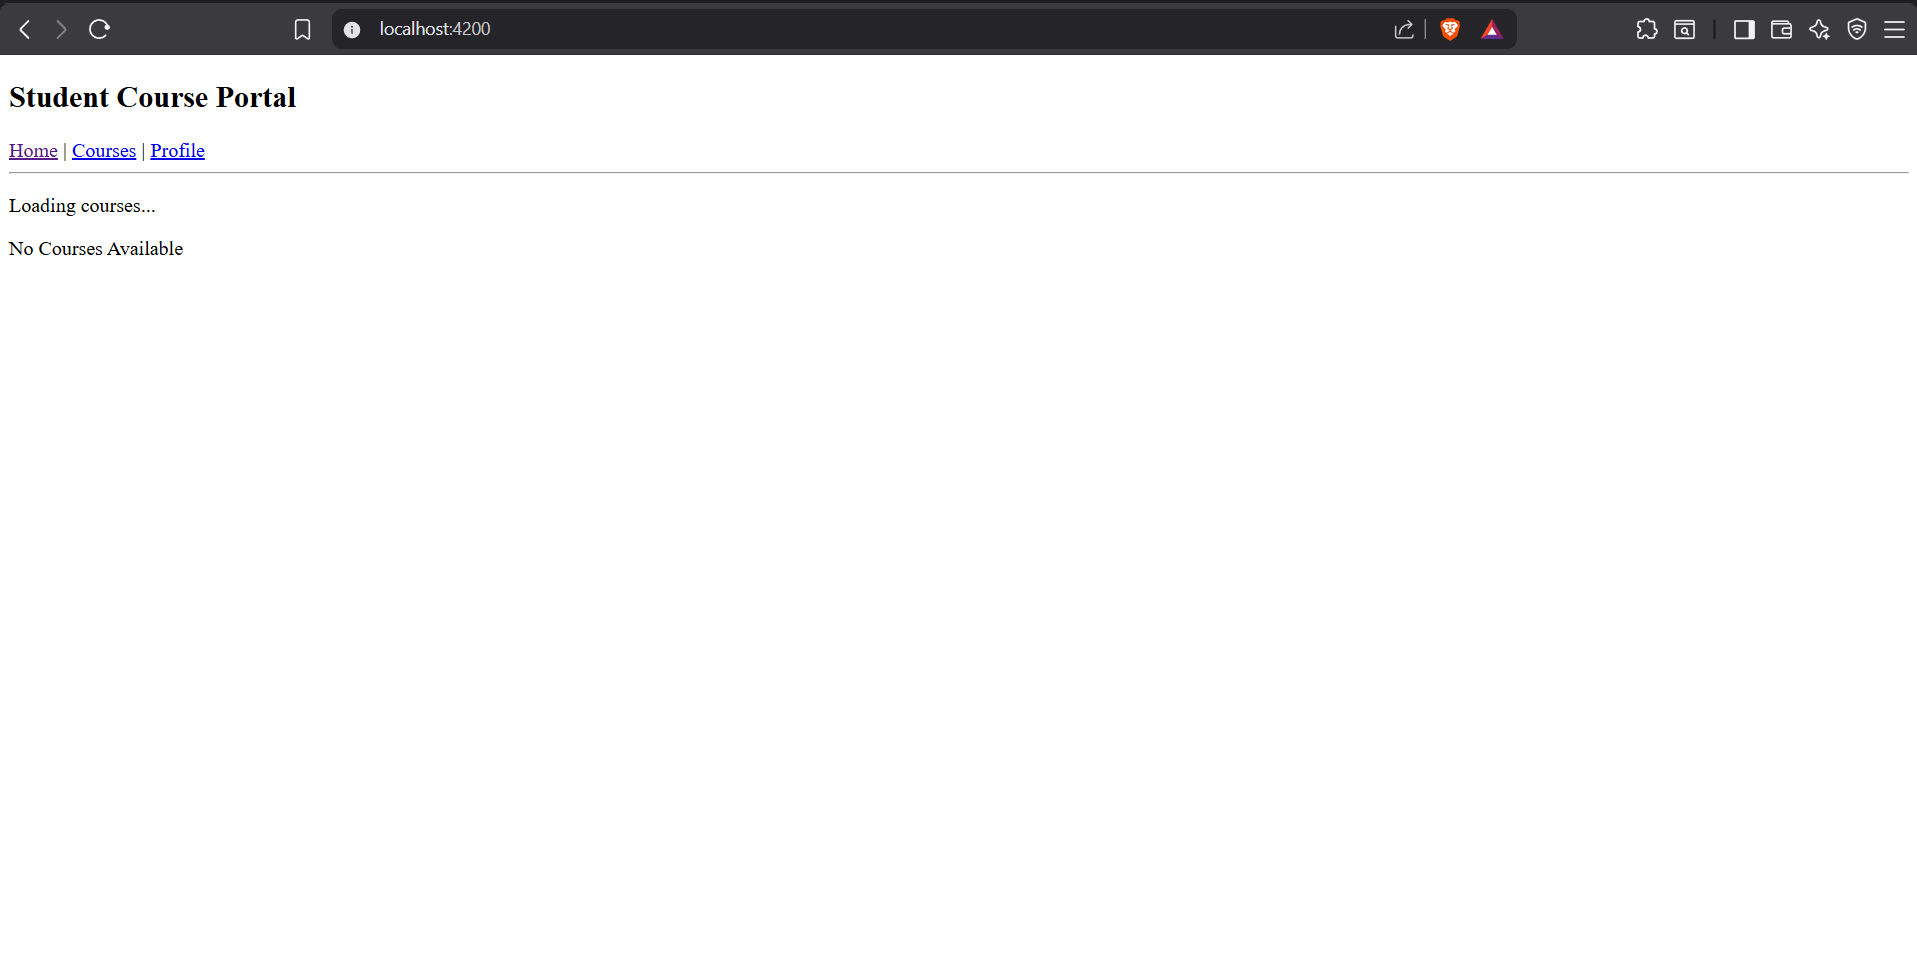 localhost:4200
Student Course Portal
Home | Courses | Profile
Loading courses...
No Courses Available